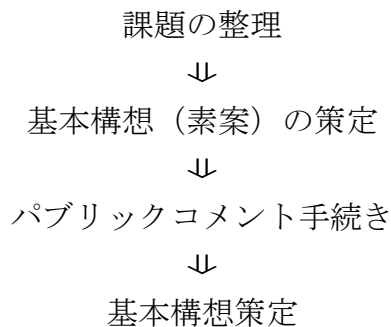 課題の整理
⇓
基本構想（素案）の策定
⇓
パブリックコメント手続き
⇓
基本構想策定